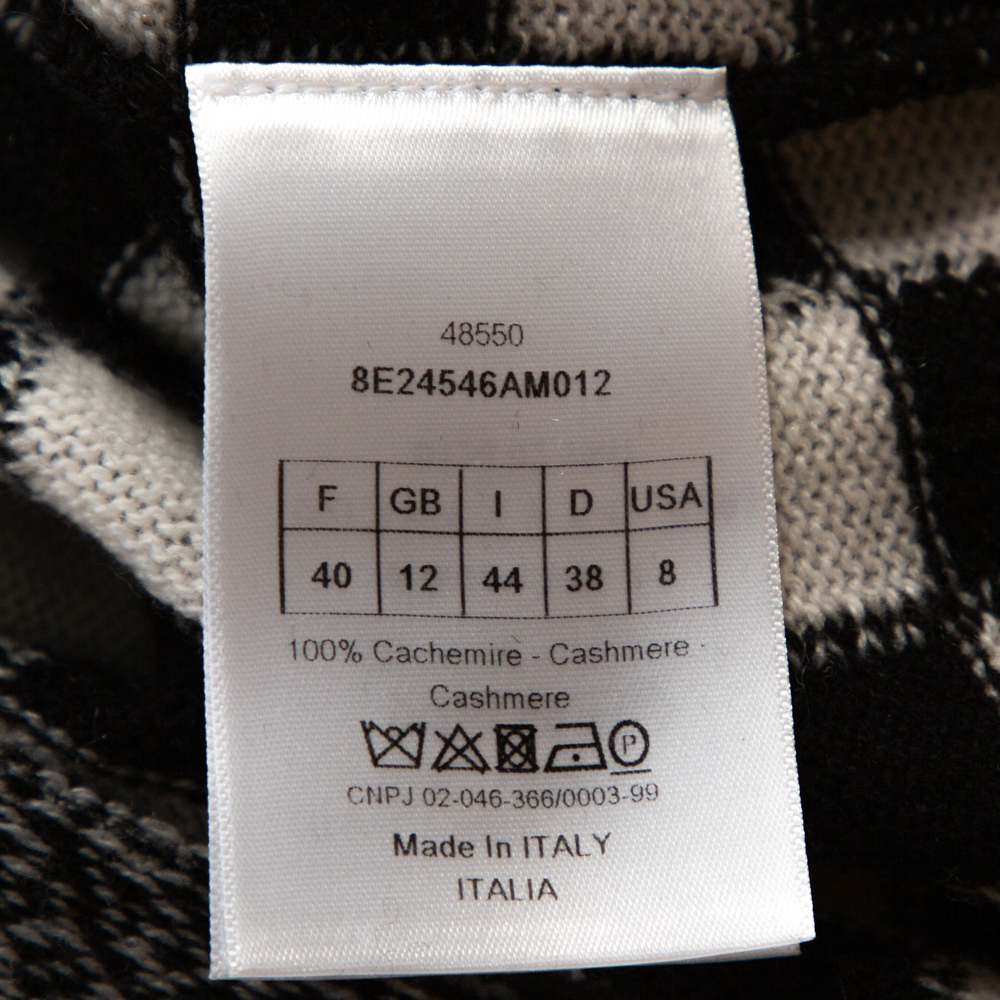 48550
8E24546AM012
F GB I D USA
40 12 44 38 8
100% Cachemire - Cashmere -
Cashmere
P
CNPJ 02-046-366/0003-99
Made In ITALY
ITALIA